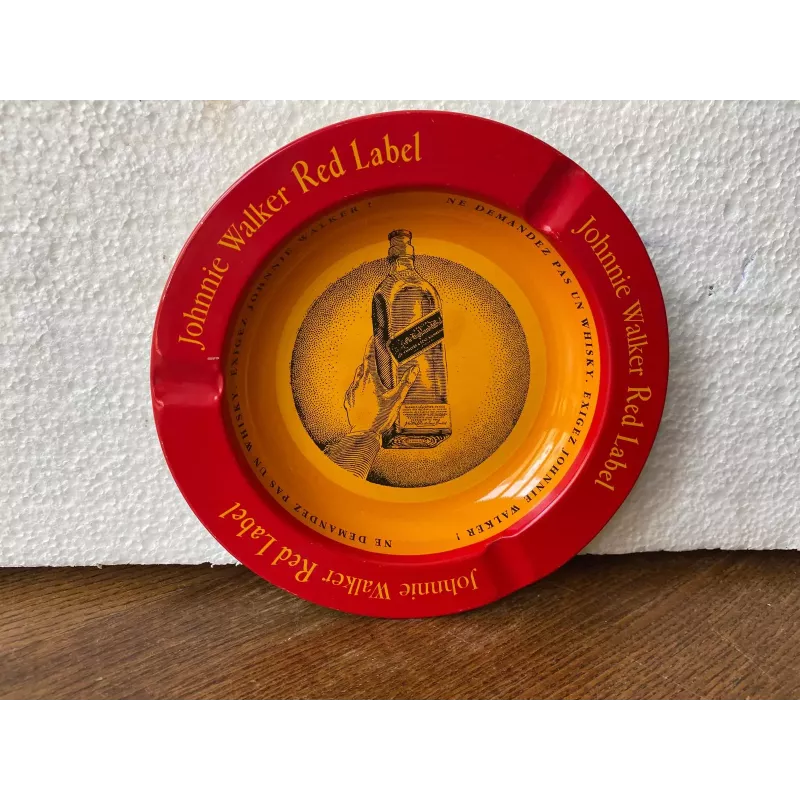 Johnnie Walker Red Label
Johnnie Walker Red Label
Johnnie Walker Red Label
NE DEMANDEZ PAS UN WHISKY. EXIGEZ JOHNNIE WALKER !
NE DEMANDEZ PAS UN WHISKY. EXIGEZ JOHNNIE WALKER !